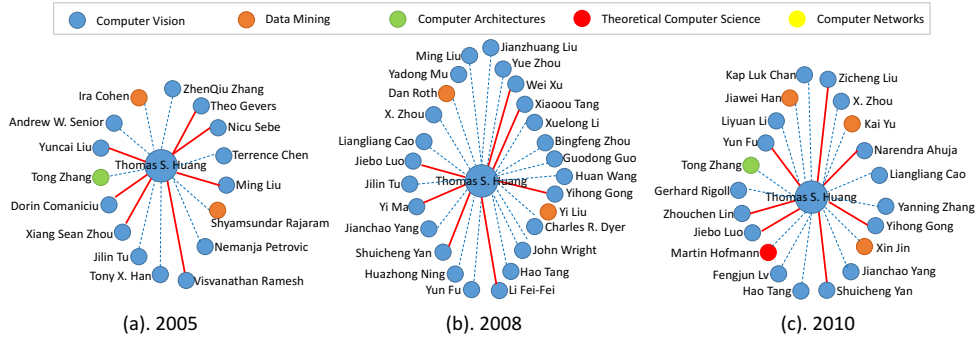 Computer Vision
Data Mining
Computer Architectures
Theoretical Computer Science
Computer Networks
ZhenQiu Zhang
Ira Cohen
Theo Gevers
Andrew W. Senior
Nicu Sebe
Yuncai Liu
Terrence Chen
Thomas S. Huang
Tong Zhang
Ming Liu
Dorin Comaniciu
Shyamsundar Rajaram
Xiang Sean Zhou
Nemanja Petrovic
Jilin Tu
Tony X. Han
Visvanathan Ramesh
(a). 2005
Jianzhuang Liu
Ming Liu
Yue Zhou
Yadong Mu
Wei Xu
Dan Roth
Xiaoou Tang
X. Zhou
Xuelong Li
Liangliang Cao
Bingfeng Zhou
Jiebo Luo
Guodong Guo
Thomas S. Huang
Huan Wang
Jilin Tu
Yihong Gong
Yi Ma
Yi Liu
Jianchao Yang
Charles R. Dyer
Shuicheng Yan
John Wright
Huazhong Ning
Hao Tang
Yun Fu
Li Fei-Fei
(b). 2008
Kap Luk Chan
Zicheng Liu
Jiawei Han
X. Zhou
Liyuan Li
Kai Yu
Yun Fu
Narendra Ahuja
Tong Zhang
Liangliang Cao
Gerhard Rigoll
Thomas S. Huang
Yanning Zhang
Zhouchen Lin
Yihong Gong
Jiebo Luo
Xin Jin
Martin Hofmann
Jianchao Yang
Fengjun Lv
Hao Tang
Shuicheng Yan
(c). 2010